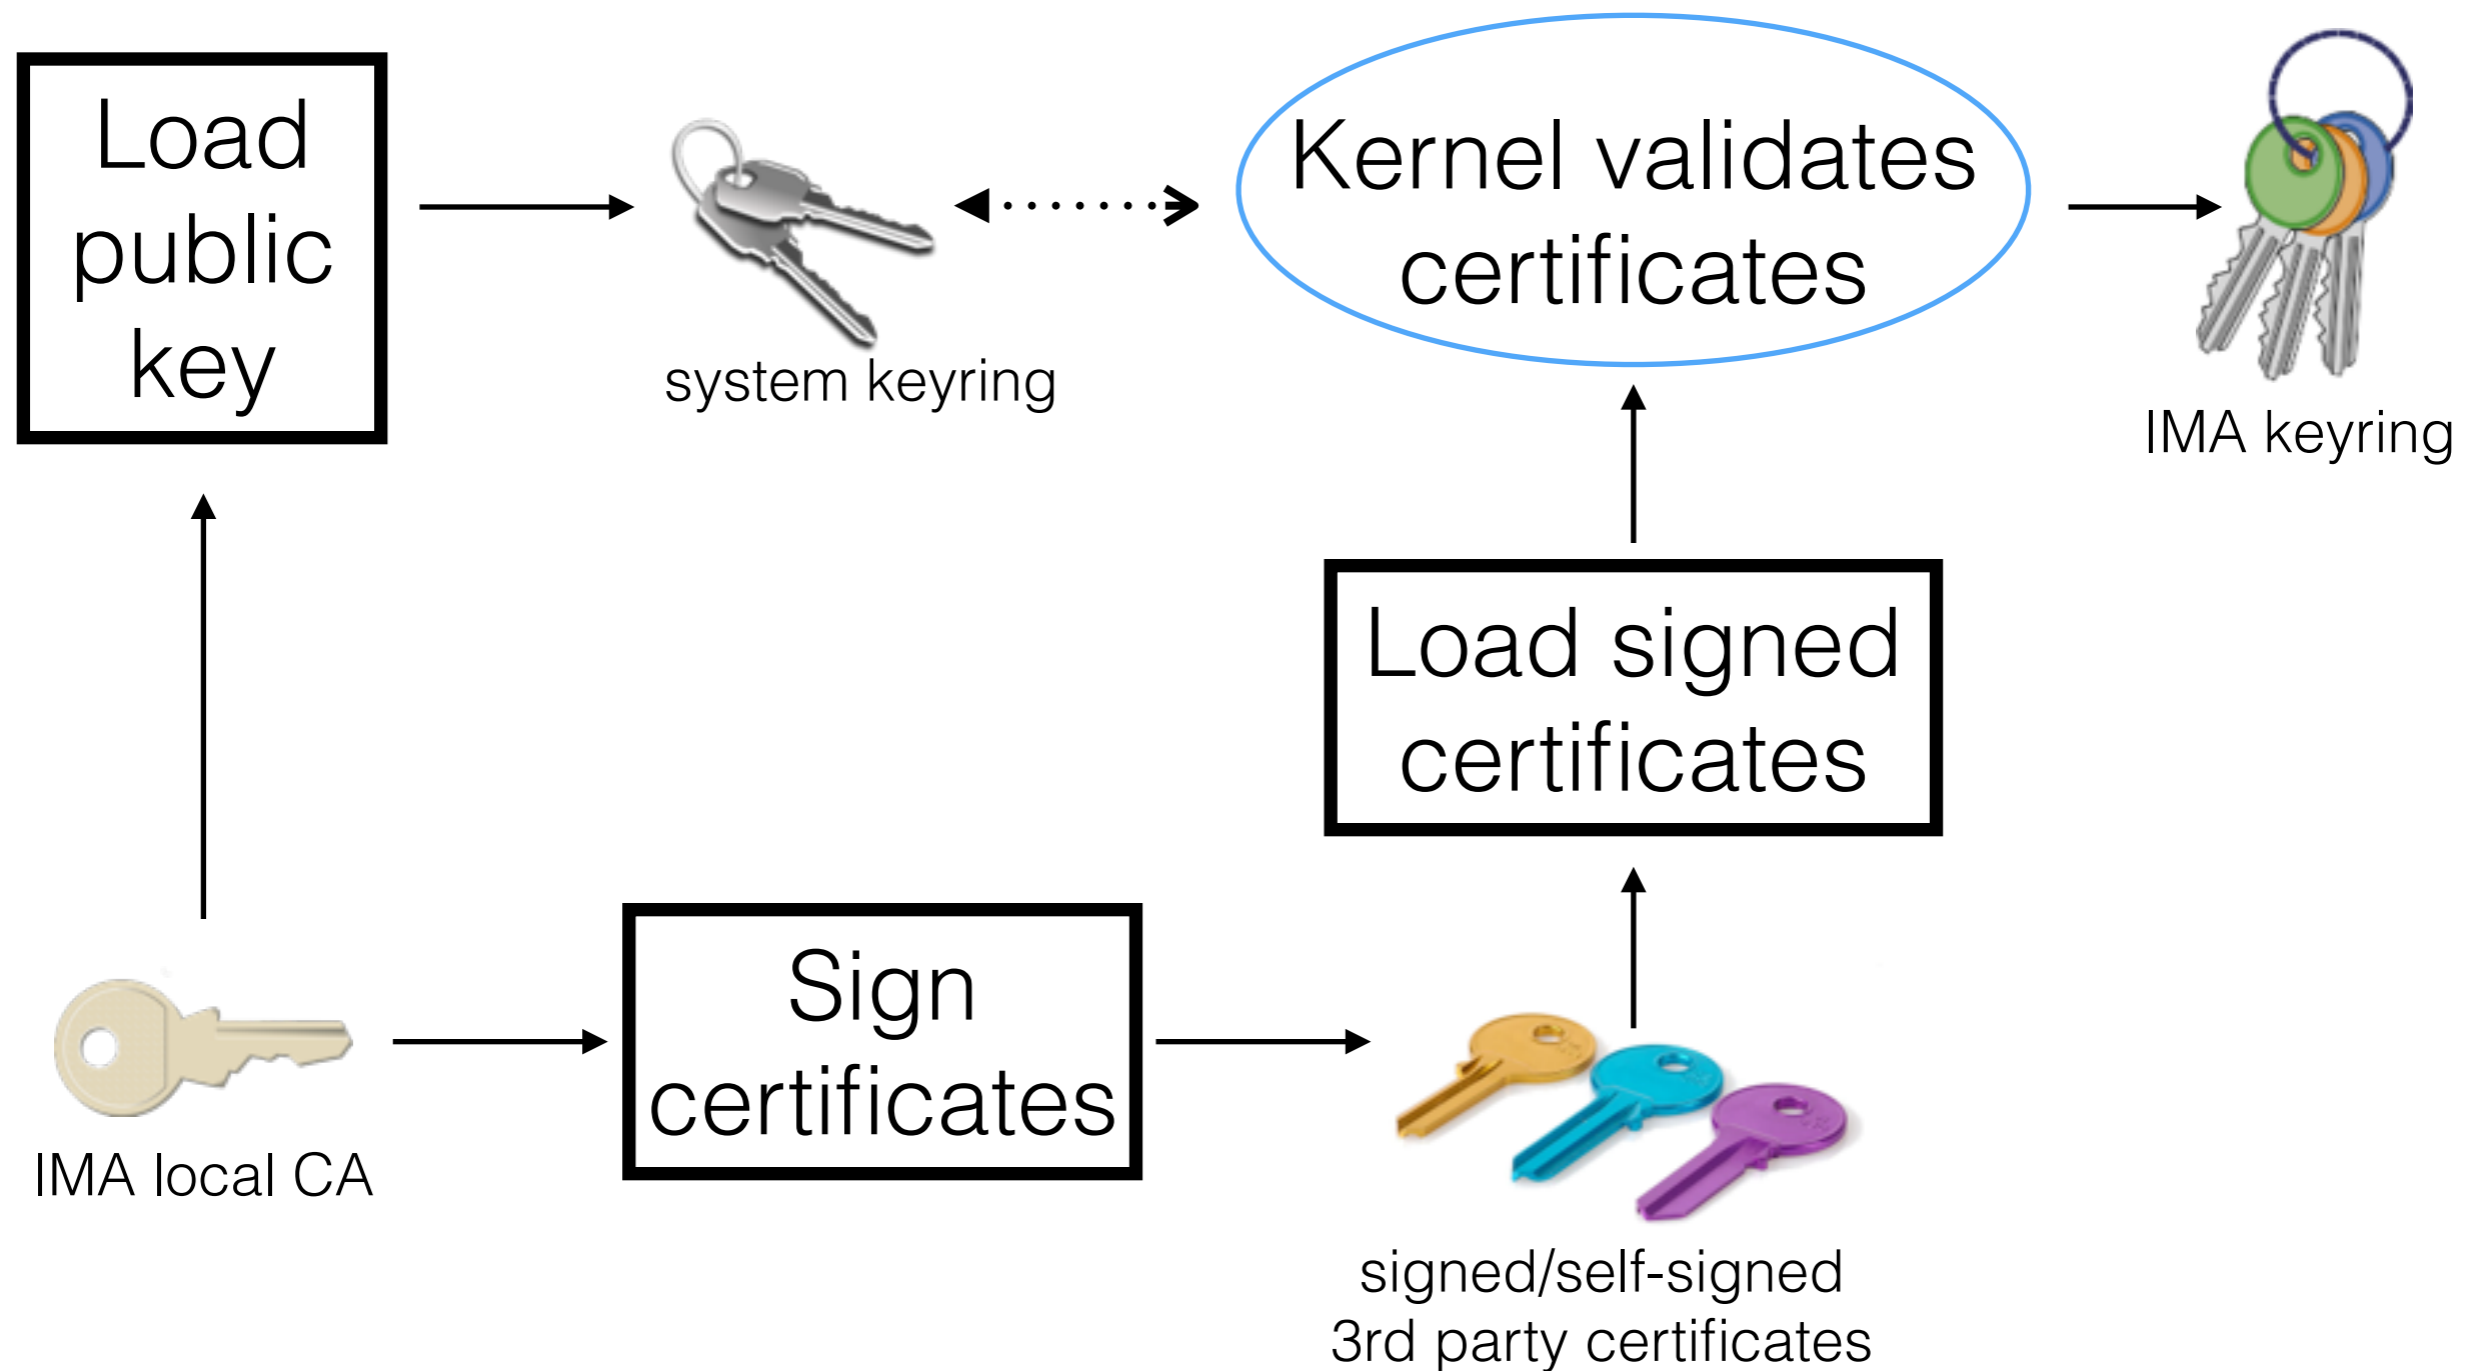 Load
public
key
system keyring
Kernel validates
certificates
IMA keyring
Load signed
certificates
Sign
certificates
IMA local CA
signed/self-signed
3rd party certificates